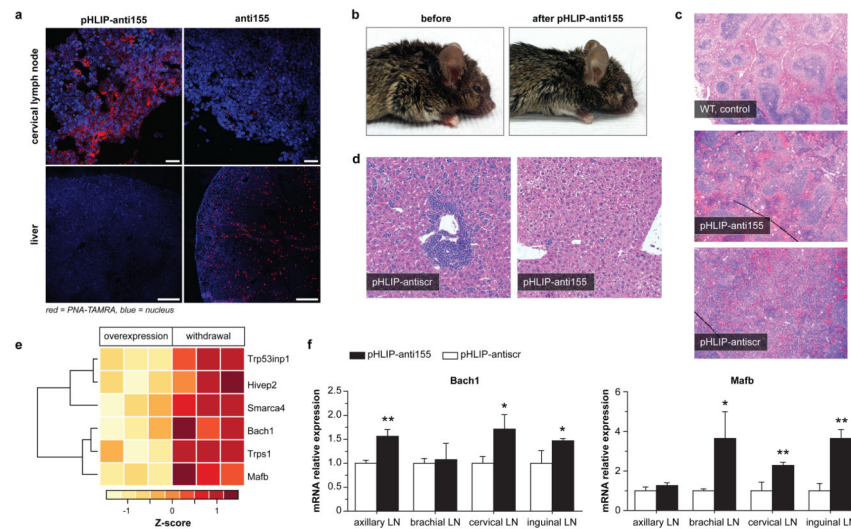 a
pHLIP-anti155
anti155
cervical lymph node
liver
red = PNA-TAMRA, blue = nucleus
b
before
after pHLIP-anti155
c
WT, control
pHLIP-anti155
pHLIP-antiscr
d
pHLIP-antiscr
pHLIP-anti155
e
overexpression
withdrawal
Trp53inp1
Hivep2
Smarca4
Bach1
Trps1
Mafb
-1 0 1
Z-score
f
pHLIP-anti155
pHLIP-antiscr
Bach1
mRNA relative expression
2.5
2.0
1.5
1.0
0.5
0
**
*
*
axillary LN brachial LN cervical LN inguinal LN
Mafb
mRNA relative expression
6
4
2
0
*
**
**
axillary LN brachial LN cervical LN inguinal LN